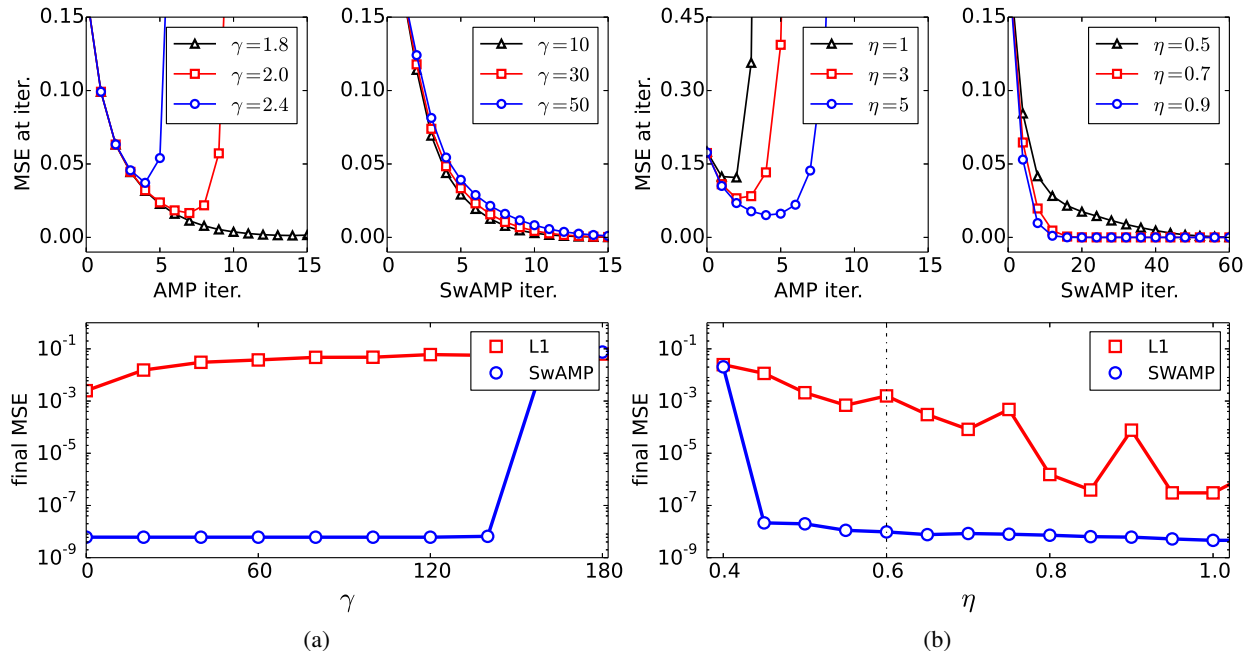 0.15
0.10
0.05
0.00
MSE at iter.
0 5 10 15
AMP iter.
γ=1.8
γ=2.0
γ=2.4
0.15
0.10
0.05
0.00
0 5 10 15
SwAMP iter.
γ=10
γ=30
γ=50
0.45
0.30
0.15
0.00
MSE at iter.
0 5 10 15
AMP iter.
η=1
η=3
η=5
0.15
0.10
0.05
0.00
0 20 40 60
SwAMP iter.
η=0.5
η=0.7
η=0.9
10⁻¹
10⁻³
10⁻⁵
10⁻⁷
10⁻⁹
final MSE
0 60 120 180
γ
L1
SwAMP
(a)
10⁻¹
10⁻³
10⁻⁵
10⁻⁷
10⁻⁹
final MSE
0.4 0.6 0.8 1.0
η
L1
SWAMP
(b)